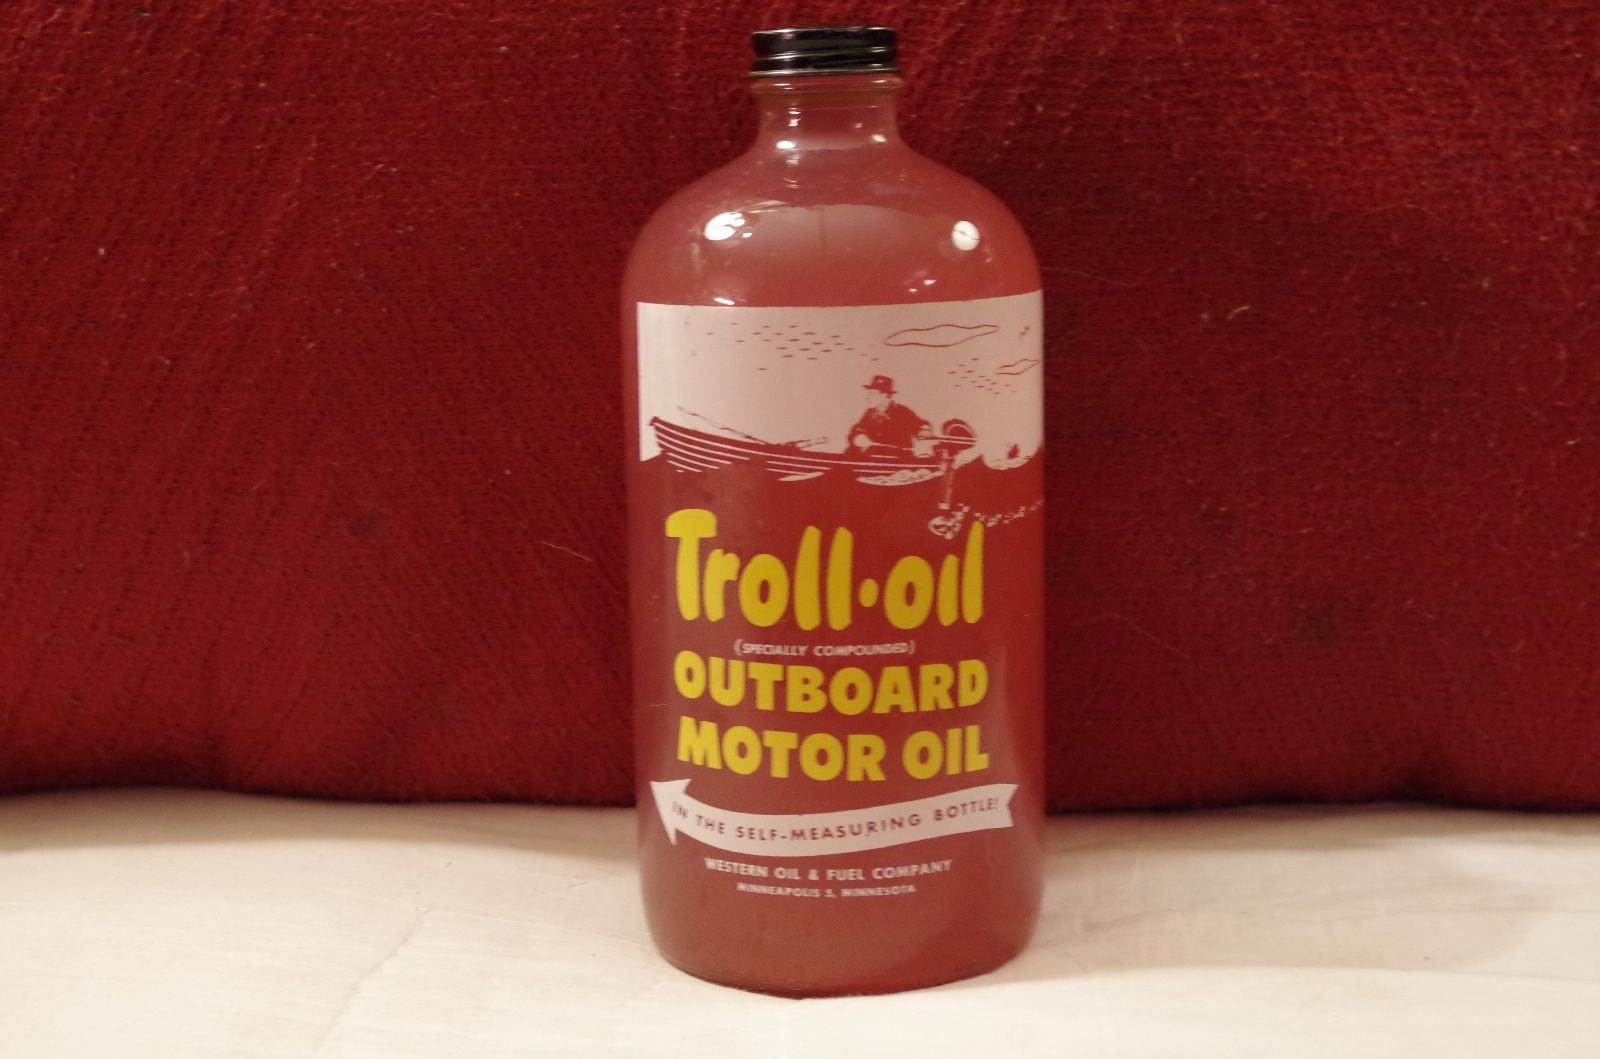 Troll·oil
(SPECIALLY COMPOUNDED)
OUTBOARD
MOTOR OIL
IN THE SELF-MEASURING BOTTLE!
WESTERN OIL & FUEL COMPANY
MINNEAPOLIS 5, MINNESOTA